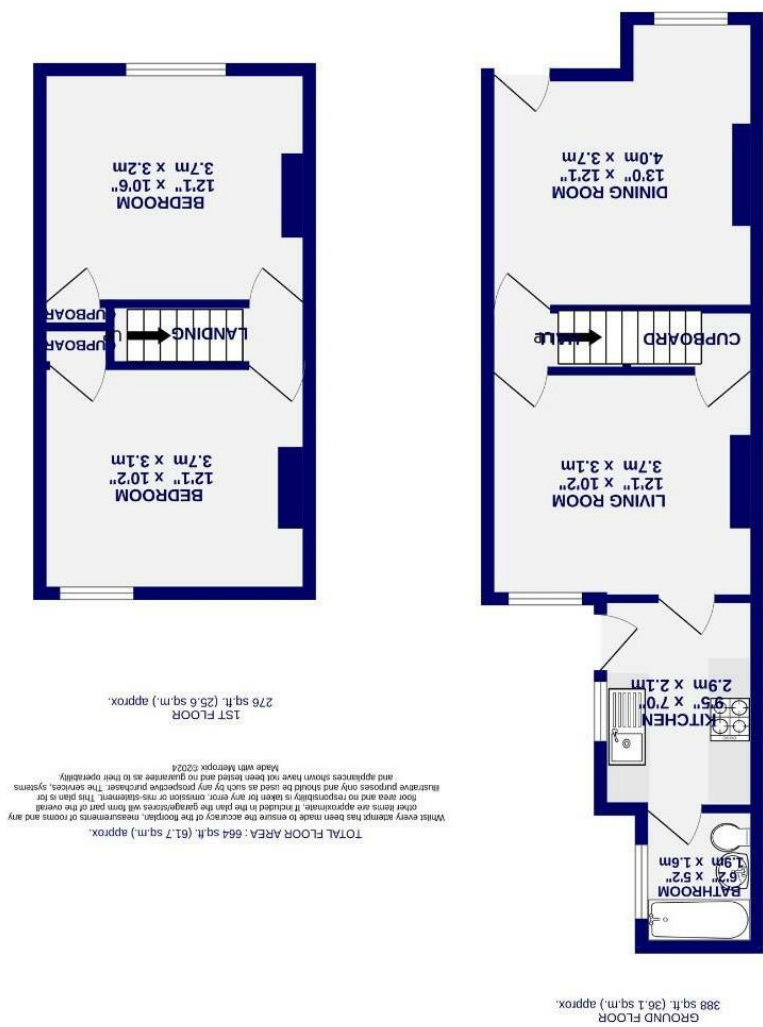 GROUND FLOOR
388 sq.ft. (36.1 sq.m.) approx.
BATHROOM
6'2" x 5'2"
1.9m x 1.6m
KITCHEN
9'5" x 7'0"
2.9m x 2.1m
LIVING ROOM
12'1" x 10'2"
3.7m x 3.1m
CUPBOARD
HALL
UP
DINING ROOM
13'0" x 12'1"
4.0m x 3.7m
1ST FLOOR
276 sq.ft. (25.6 sq.m.) approx.
BEDROOM
12'1" x 10'2"
3.7m x 3.1m
LANDING
CUPBOAR
CUPBOAR
BEDROOM
12'1" x 10'6"
3.7m x 3.2m
TOTAL FLOOR AREA : 664 sq.ft. (61.7 sq.m.) approx.
Whilst every attempt has been made to ensure the accuracy of the floorplan, measurements of rooms and any
other items are approximate. If included in the plan the garage/stores will form part of the overall
floor area and no responsibility is taken for any error, omission or mis-statement. This plan is for
illustrative purposes only and should be used as such by any prospective purchaser. The services, systems
and appliances shown have not been tested and no guarantee as to their operability.
Made with Metropix ©2024